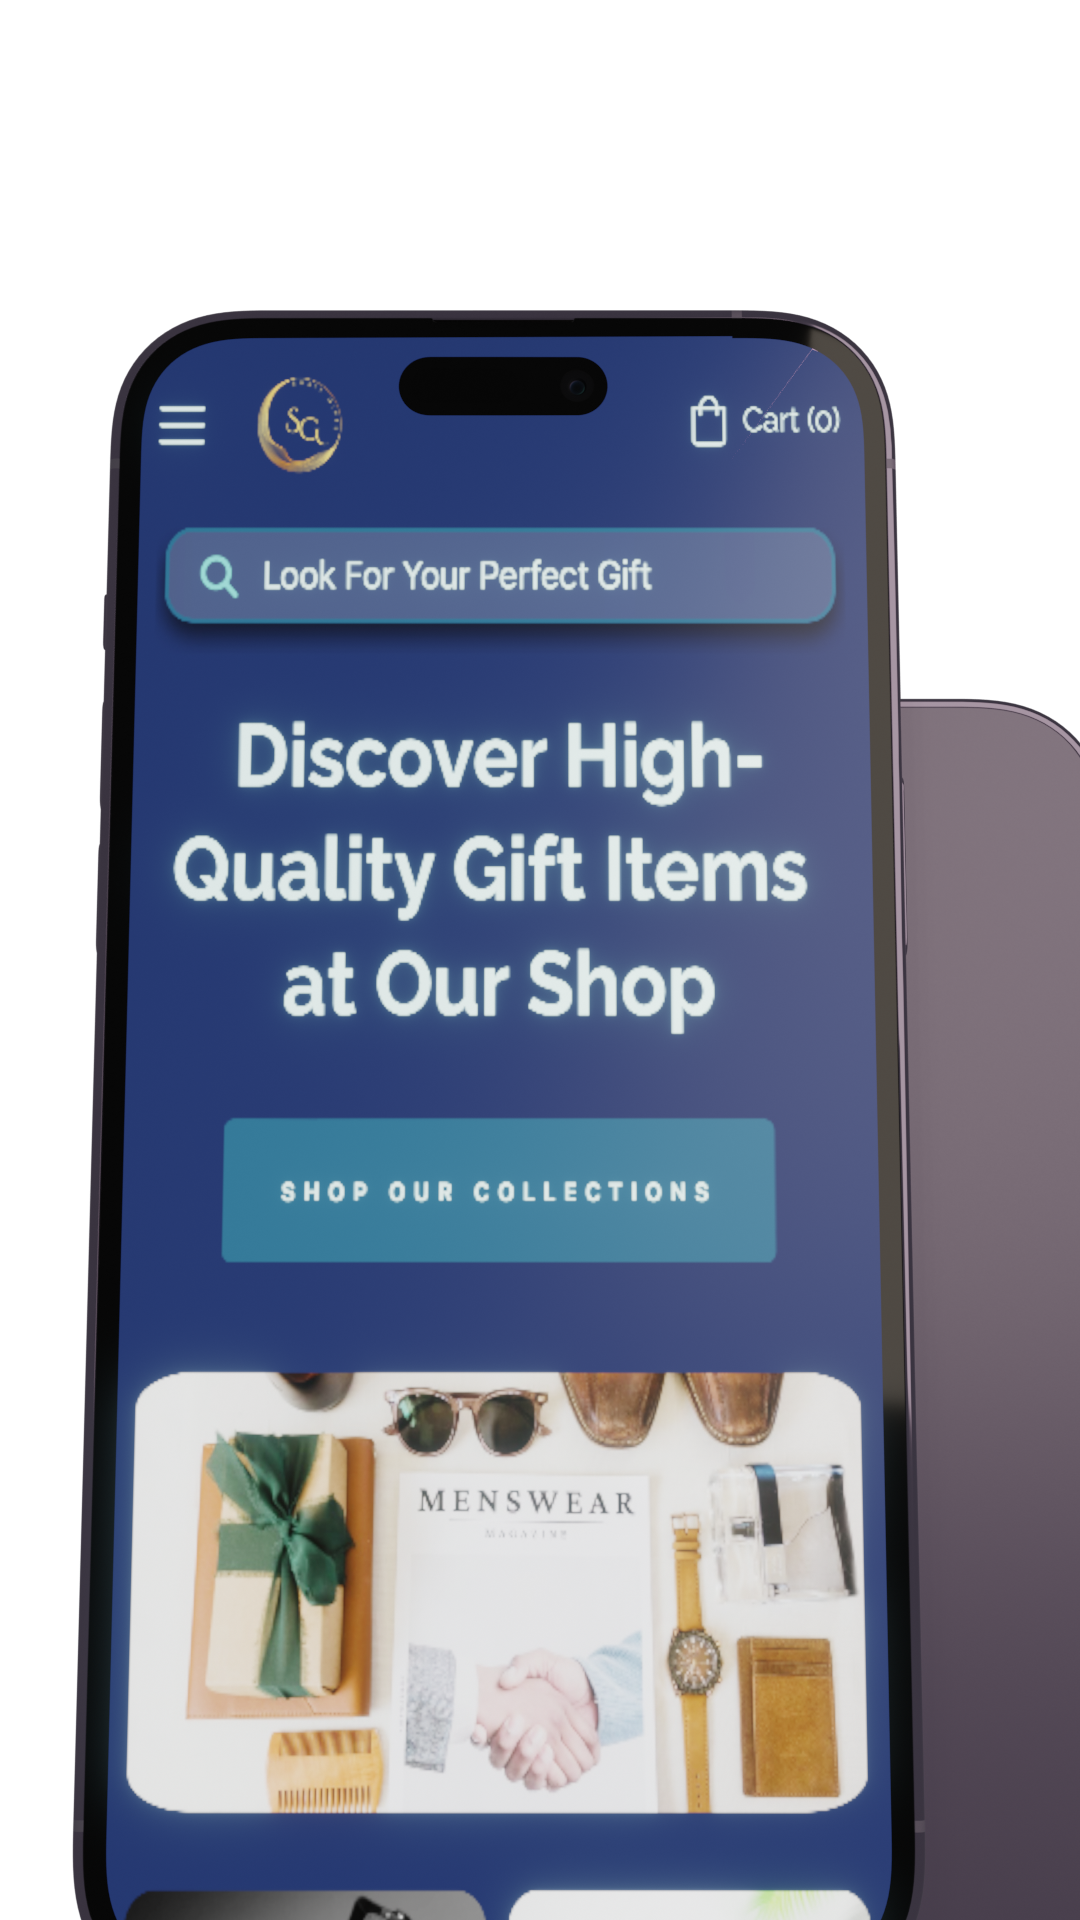 SG
Cart (0)
Look For Your Perfect Gift
Discover High-
Quality Gift Items
at Our Shop
SHOP OUR COLLECTIONS
MENSWEAR
MAGAZINE